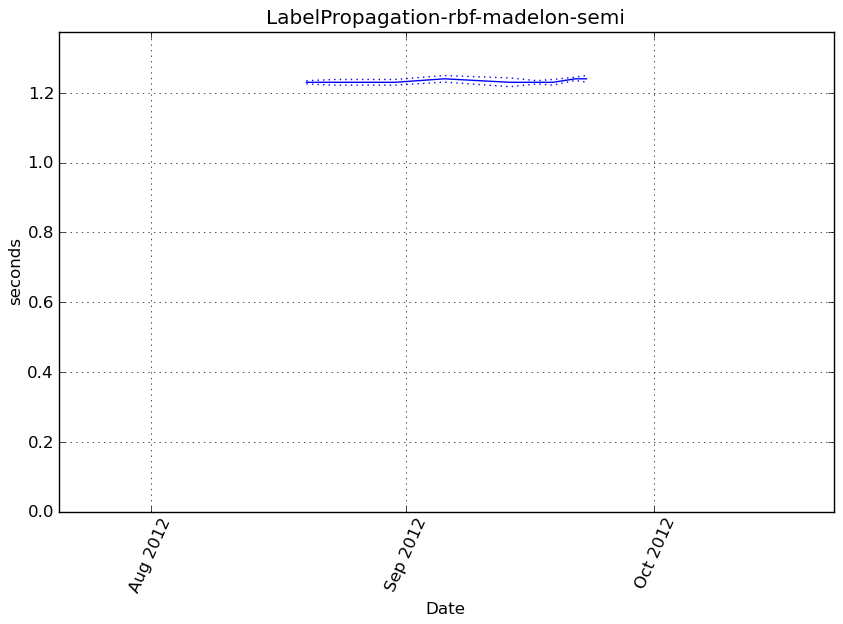 LabelPropagation-rbf-madelon-semi
1.2
1.0
0.8
0.6
0.4
0.2
0.0
seconds
Aug 2012
Sep 2012
Oct 2012
Date